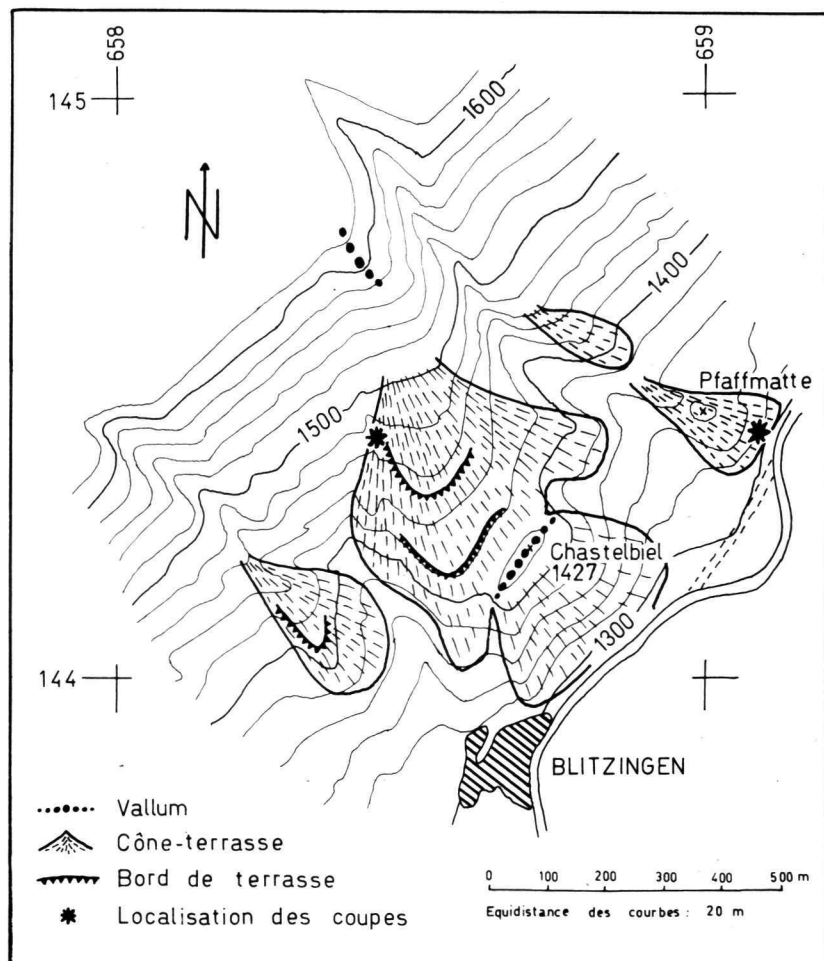 658
659
145
1600
N
1400
Pfaffmatte
x
1500
Chastelbiel
1427
1300
144
BLITZINGEN
Vallum
Cône-terrasse
Bord de terrasse
Localisation des coupes
0 100 200 300 400 500 m
Equidistance des courbes : 20 m